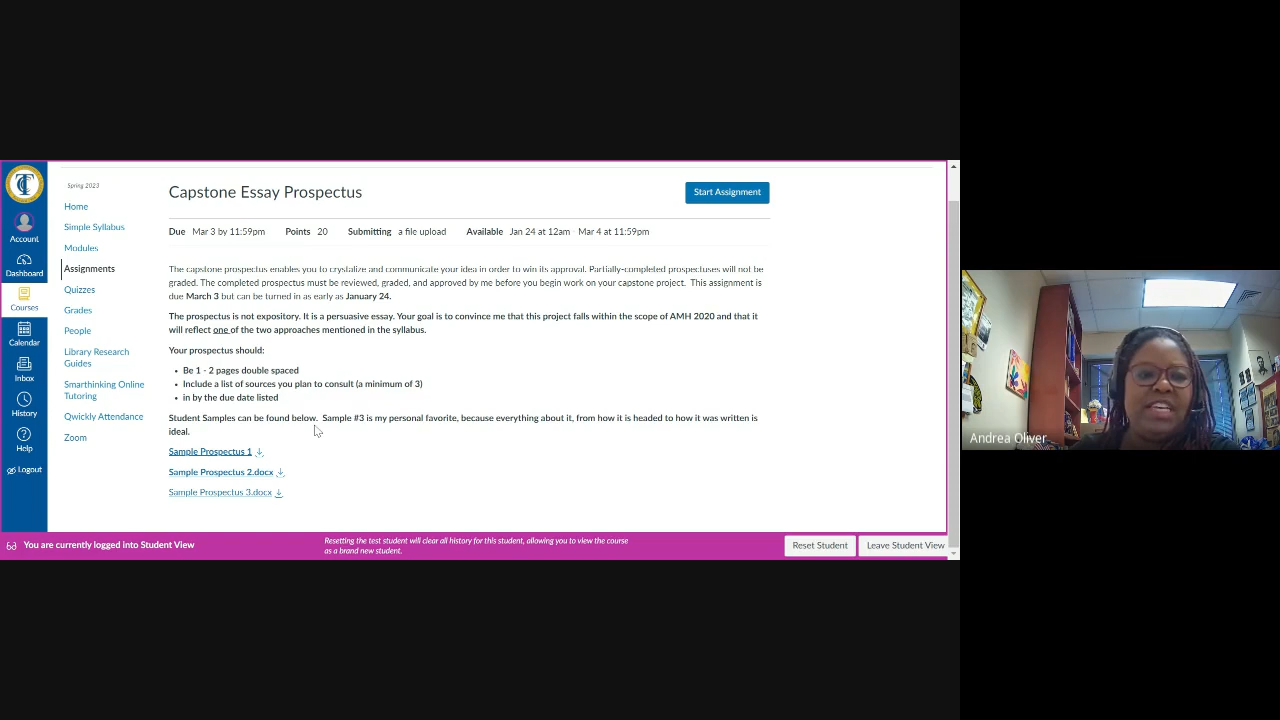 Spring 2023
Capstone Essay Prospectus
Start Assignment
Due Mar 3 by 11:59pm Points 20 Submitting a file upload Available Jan 24 at 12am - Mar 4 at 11:59pm
Account
Dashboard
Courses
Calendar
Inbox
History
Help
Logout
Home
Simple Syllabus
Modules
Assignments
Quizzes
Grades
People
Library Research
Guides
Smarthinking Online
Tutoring
Qwickly Attendance
Zoom
The capstone prospectus enables you to crystalize and communicate your idea in order to win its approval. Partially-completed prospectuses will not be
graded. The completed prospectus must be reviewed, graded, and approved by me before you begin work on your capstone project. This assignment is
due March 3 but can be turned in as early as January 24.
The prospectus is not expository. It is a persuasive essay. Your goal is to convince me that this project falls within the scope of AMH 2020 and that it
will reflect one of the two approaches mentioned in the syllabus.
Your prospectus should:
• Be 1 - 2 pages double spaced
• Include a list of sources you plan to consult (a minimum of 3)
• in by the due date listed
Student Samples can be found below. Sample #3 is my personal favorite, because everything about it, from how it is headed to how it was written is
ideal.
Sample Prospectus 1
Sample Prospectus 2.docx
Sample Prospectus 3.docx
You are currently logged into Student View
Resetting the test student will clear all history for this student, allowing you to view the course
as a brand new student.
Reset Student
Leave Student View
Andrea Oliver